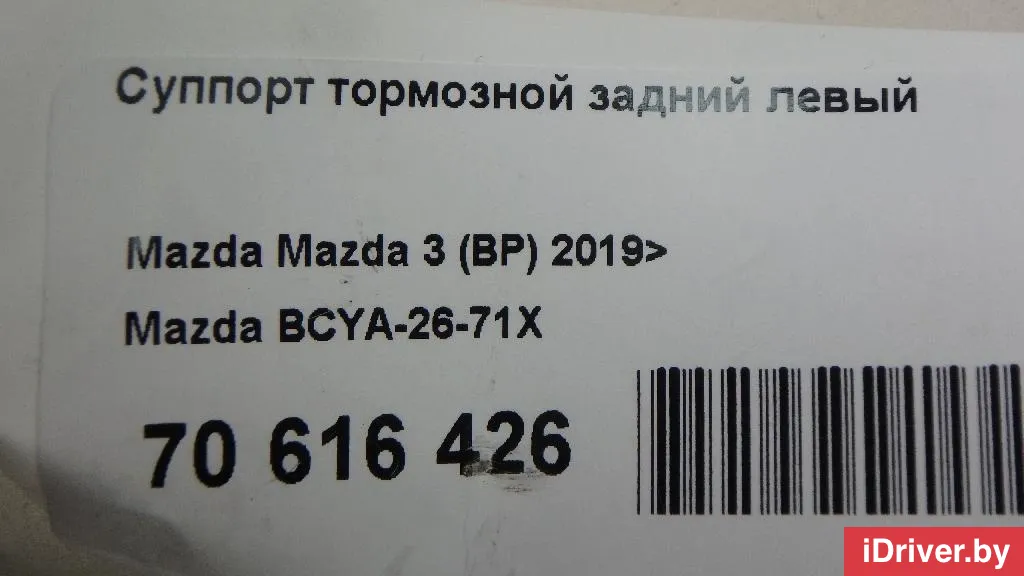 Суппорт тормозной задний левый
Mazda Mazda 3 (BP) 2019>
Mazda BCYA-26-71X
70 616 426
iDriver.by